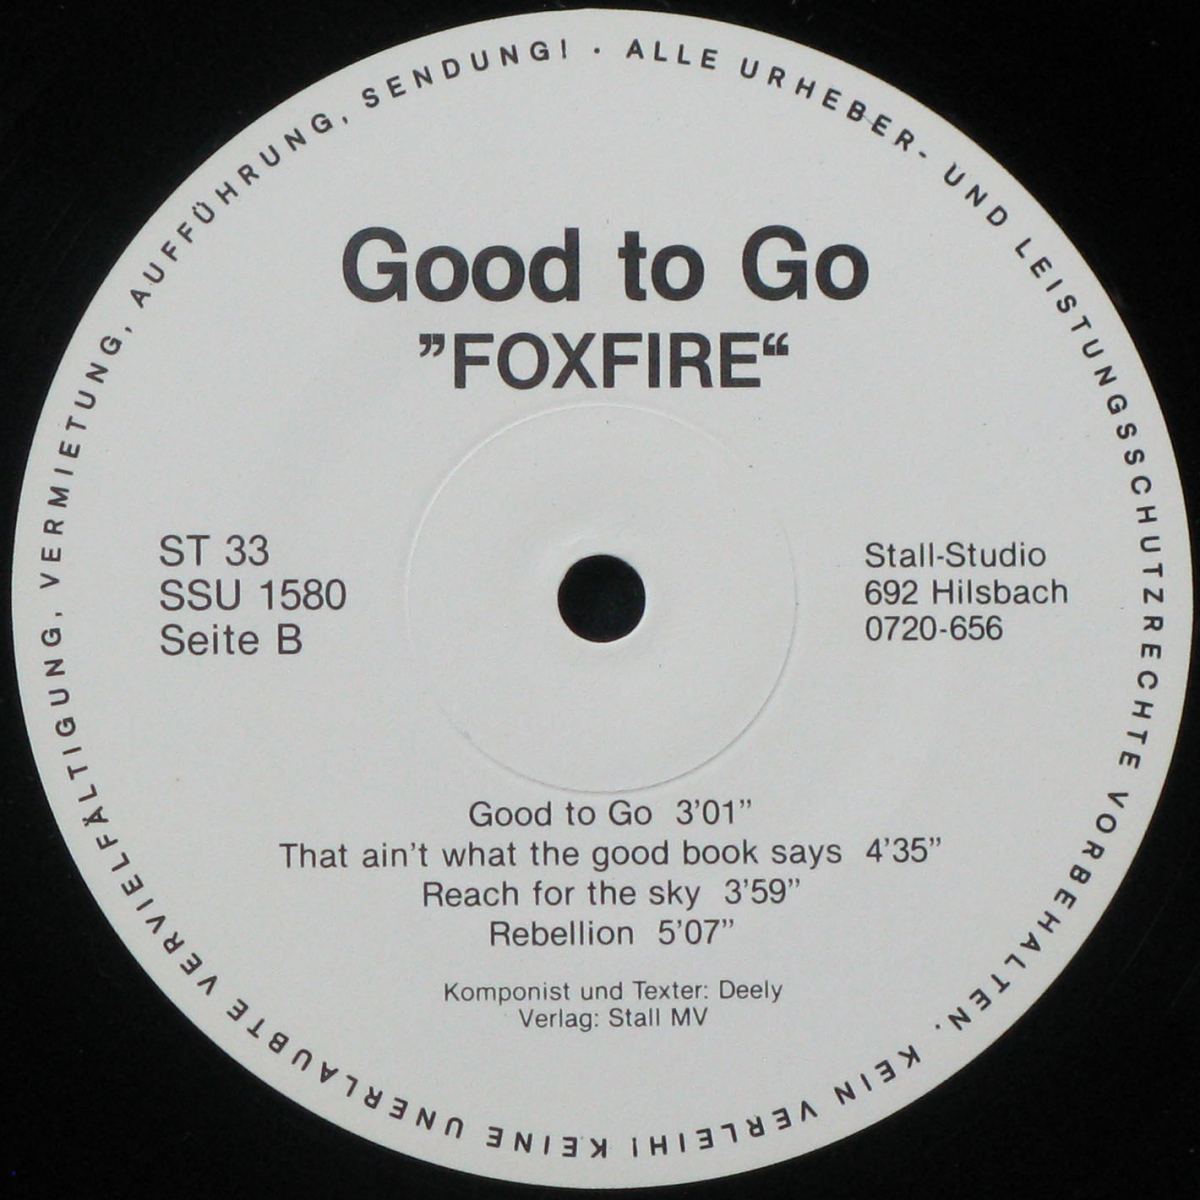 ALLE URHEBER- UND LEISTUNGSSCHUTZRECHTE VORBEHALTEN. KEIN VERLEIH! KEINE UNERLAUBTE VERVIELFÄLTIGUNG, VERMIETUNG, AUFFÜHRUNG, SENDUNG! ·
Good to Go
”FOXFIRE“
ST 33
SSU 1580
Seite B
Stall-Studio
692 Hilsbach
0720-656
Good to Go 3’01”
That ain't what the good book says 4’35”
Reach for the sky 3’59”
Rebellion 5’07”
Komponist und Texter: Deely
Verlag: Stall MV